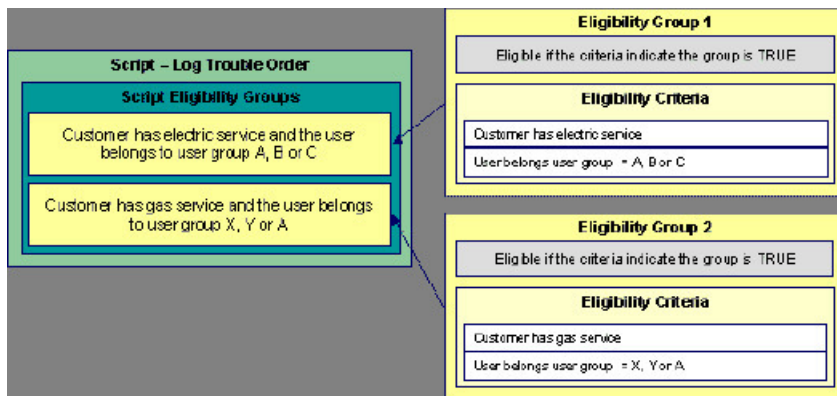 Script – Log Trouble Order
Script Eligibility Groups
Customer has electric service and the user
belongs to user group A, B or C
Customer has gas service and the user belongs
to user group X, Y or A
Eligibility Group 1
Eligible if the criteria indicate the group is TRUE
Eligibility Criteria
Customer has electric service
User belongs user group = A, B or C
Eligibility Group 2
Eligible if the criteria indicate the group is TRUE
Eligibility Criteria
Customer has gas service
User belongs user group = X, Y or A